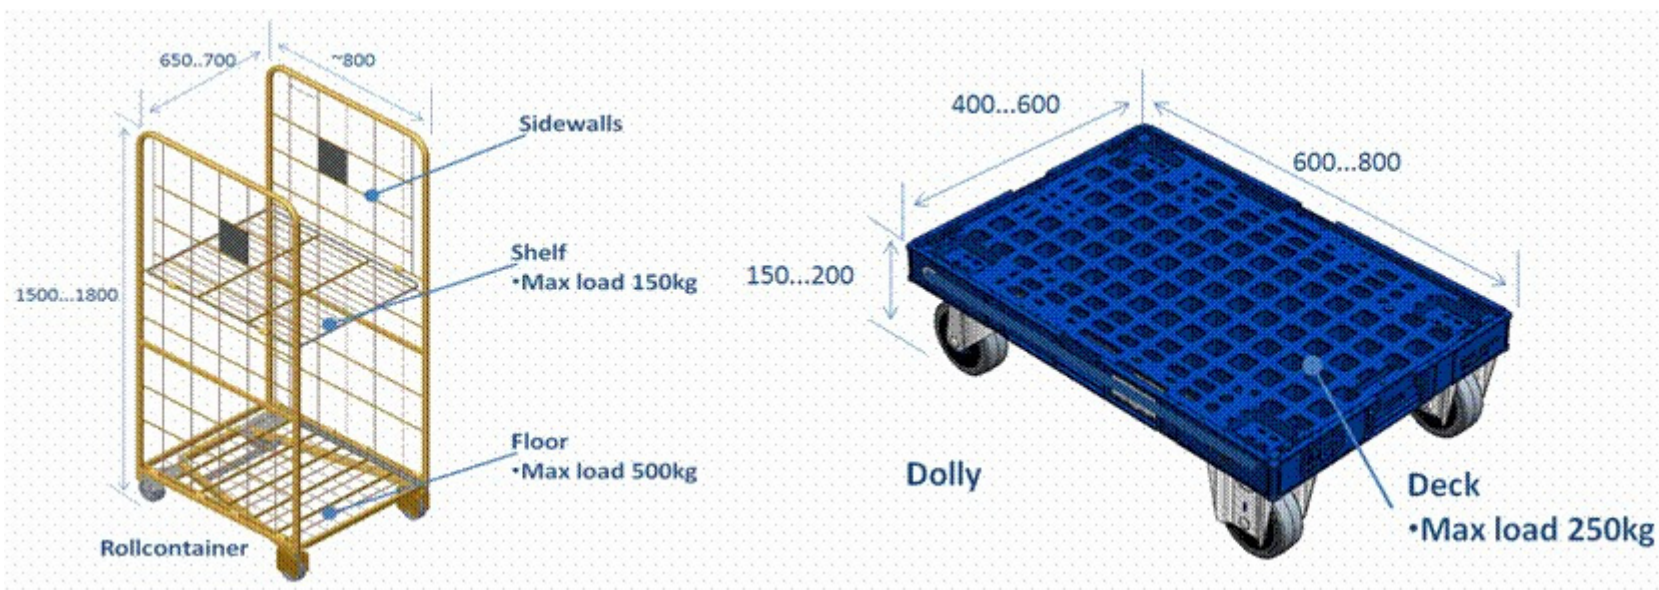 650..700
~800
Sidewalls
Shelf
•Max load 150kg
1500...1800
Floor
•Max load 500kg
Rollcontainer
400...600
600...800
150...200
Dolly
Deck
•Max load 250kg